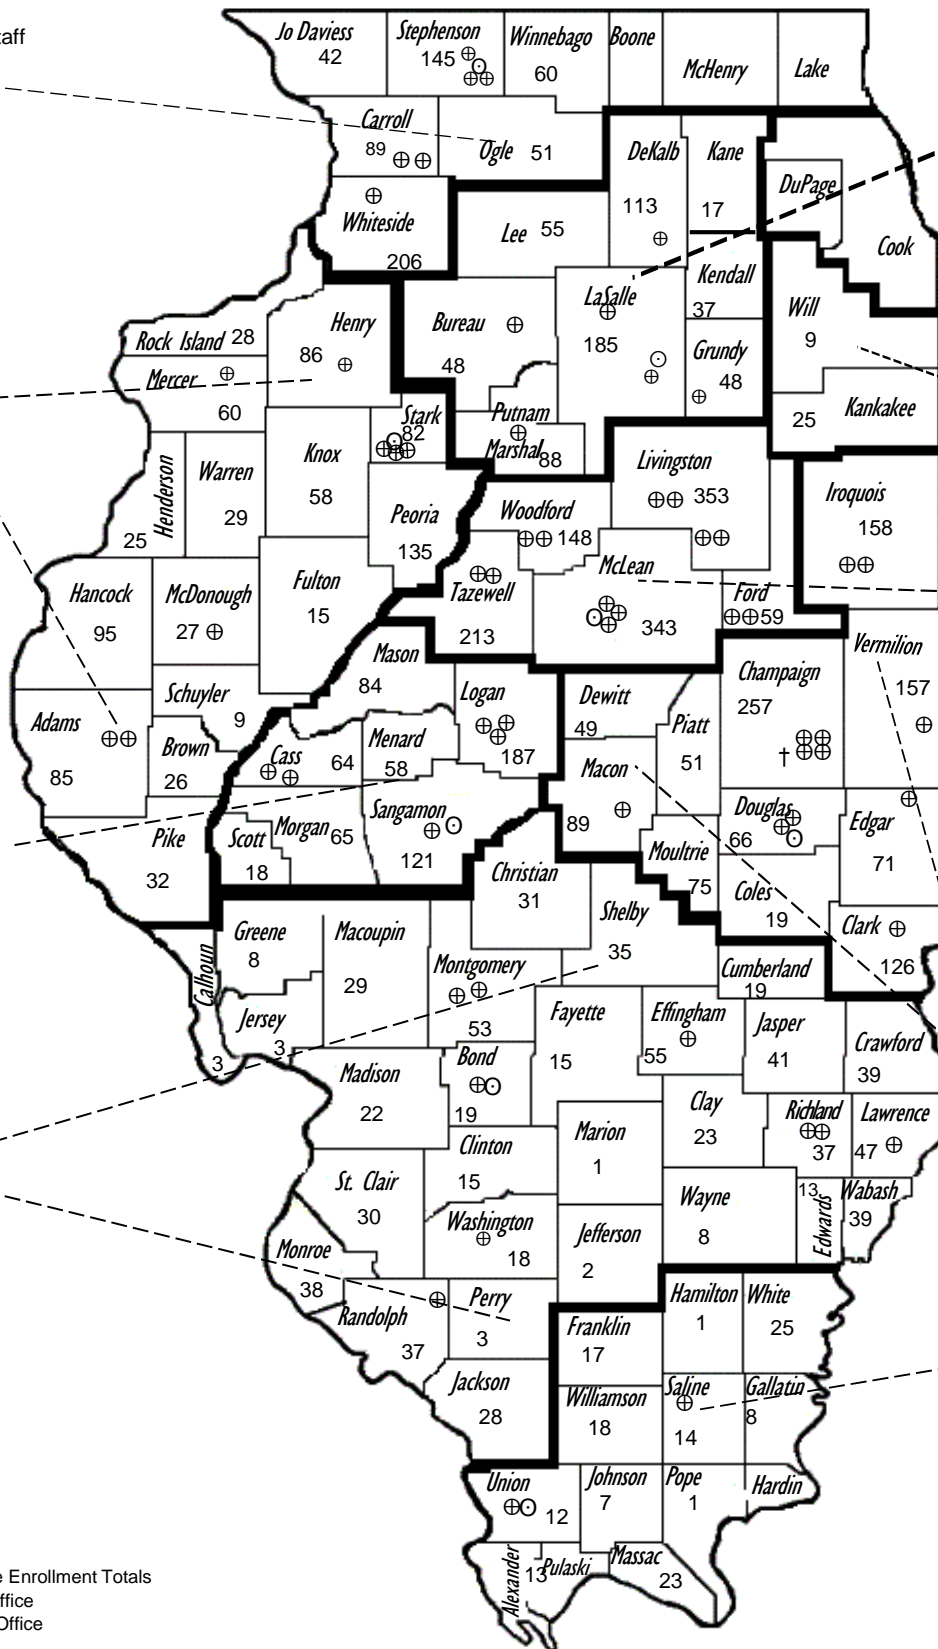 aff
Jo Daviess
42
Stephenson
145
Winnebago
60
Boone
McHenry
Lake
Carroll
89
Ogle 51
DeKalb
113
Kane
17
DuPage
Cook
Whiteside
206
Lee 55
Kendall
37
LaSalle
185
Bureau
48
Grundy
48
Will
9
Rock Island 28
Henry
86
Mercer
60
Putnam
Marshal 88
Stark
82
25
Kankakee
Knox
58
Warren
29
Henderson
25
Peoria
135
Livingston
353
Woodford
148
Iroquois
158
McLean
343
Ford
59
Tazewell
213
Hancock
95
McDonough
27
Fulton
15
Mason
84
Logan
187
Vermilion
157
Champaign
257
†
Dewitt
49
Piatt
51
Schuyler
9
Adams
85
Brown
26
Cass
64
Menard
58
Macon
89
Sangamon
121
Douglas
66
Edgar
71
Pike
32
Scott
18
Morgan 65
Moultrie
75
Christian
31
Coles
19
Shelby
35
Clark
126
Greene
8
Macoupin
29
Calhoun
3
Montgomery
53
Cumberland
19
Jersey
3
Fayette
15
Effingham
55
Jasper
41
Crawford
39
Madison
22
Bond
19
Clay
23
Richland
37
Lawrence
47
Marion
1
Clinton
15
St. Clair
30
Wayne
8
13
Edwards
Wabash
39
Washington
18
Jefferson
2
Monroe
38
Randolph
37
Perry
3
Hamilton
1
White
25
Franklin
17
Jackson
28
Williamson
18
Saline
14
Gallatin
8
Union
12
Johnson
7
Pope
1
Hardin
Alexander
13
Pulaski
Massac
23
e Enrollment Totals
ffice
Office